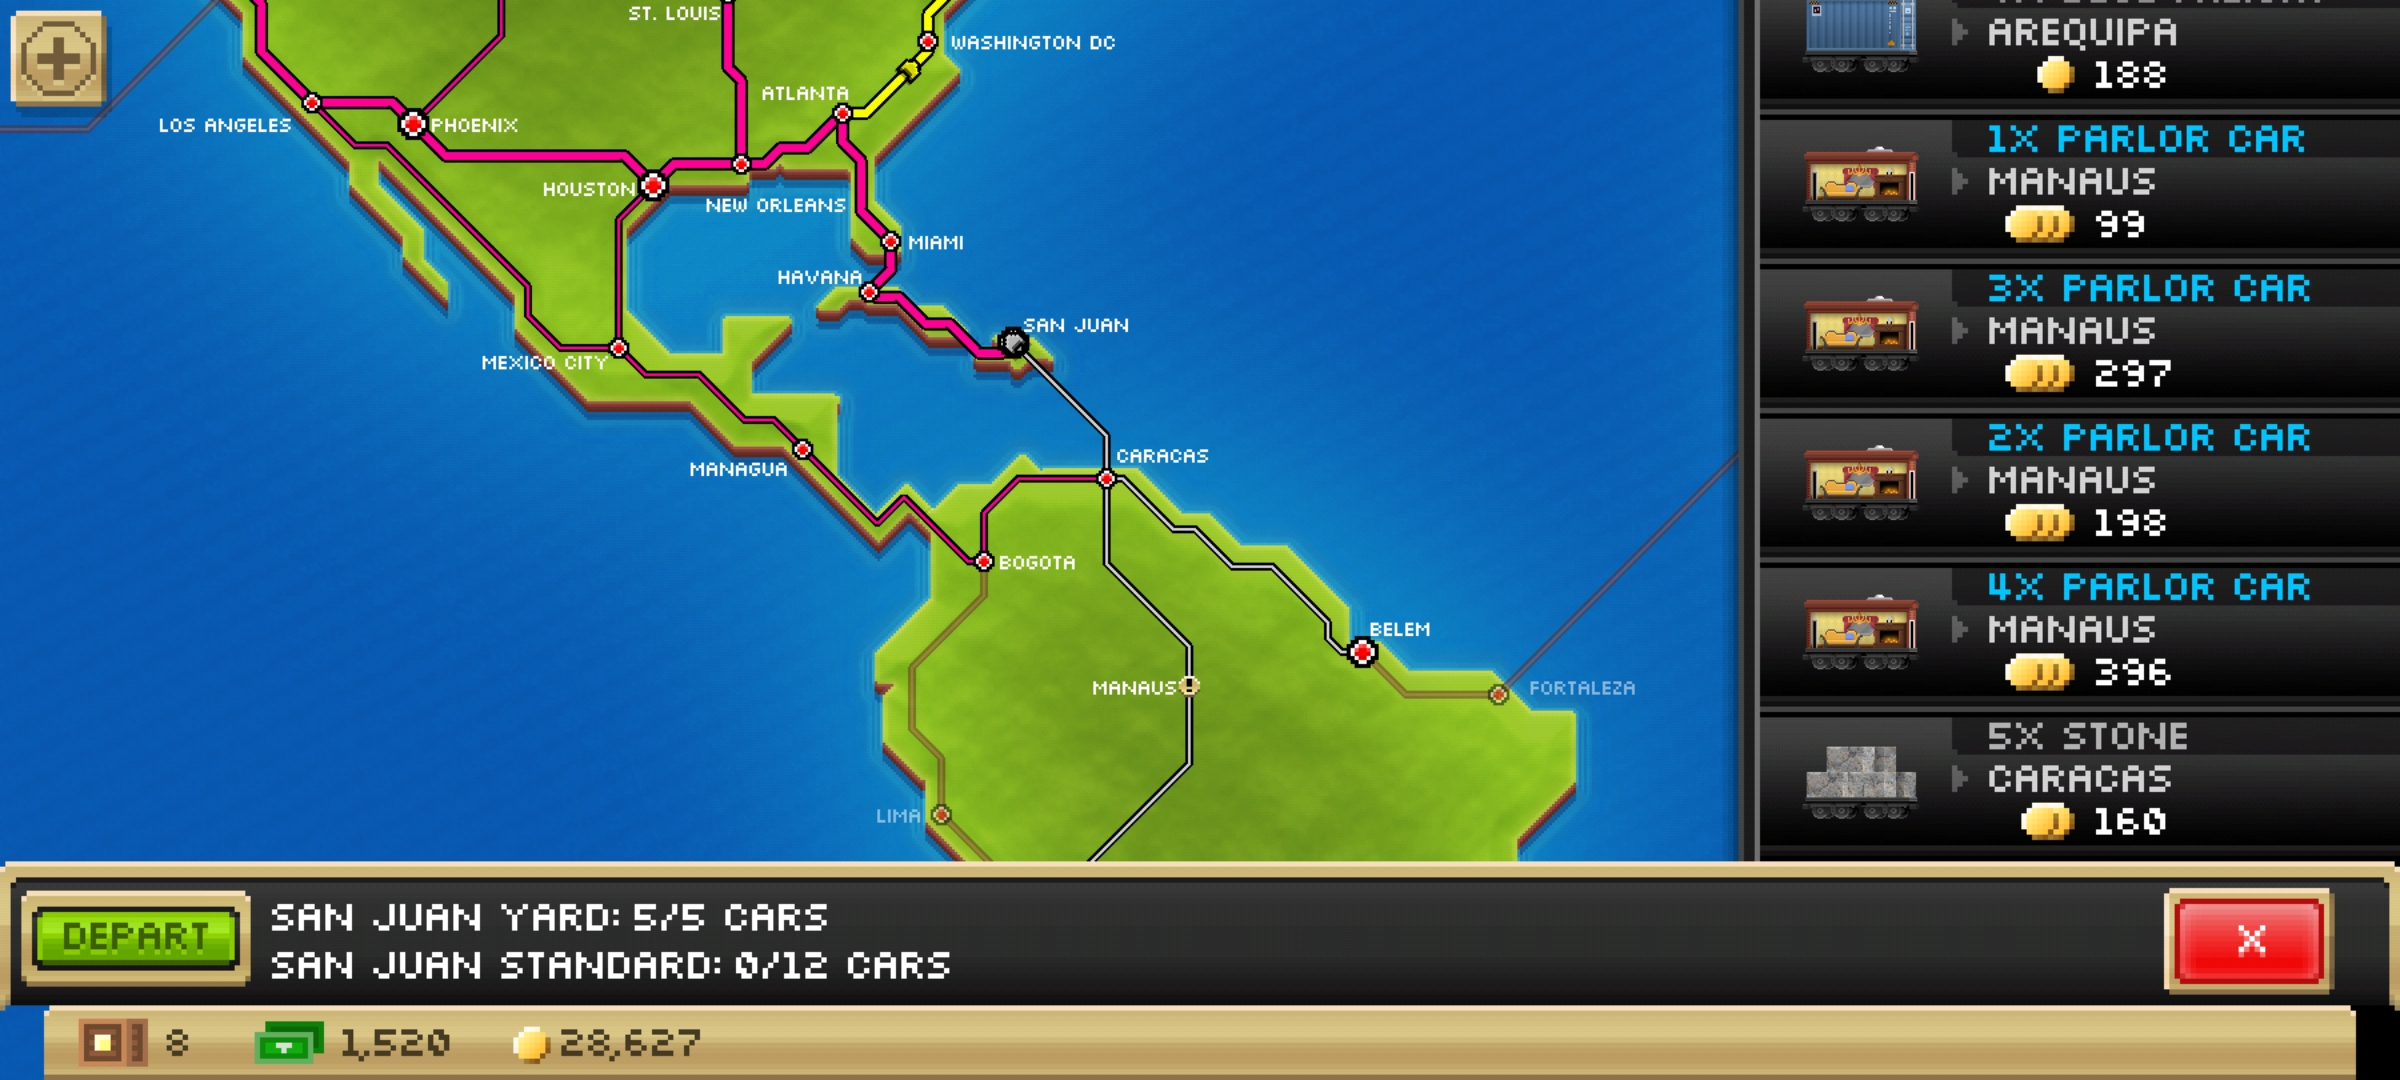 ST. LOUIS
WASHINGTON DC
ATLANTA
LOS ANGELES
PHOENIX
HOUSTON
NEW ORLEANS
MIAMI
HAVANA
SAN JUAN
MEXICO CITY
CARACAS
MANAGUA
BOGOTA
BELEM
MANAUS
FORTALEZA
LIMA
AREQUIPA
188
1X PARLOR CAR
MANAUS
99
3X PARLOR CAR
MANAUS
297
2X PARLOR CAR
MANAUS
198
4X PARLOR CAR
MANAUS
396
5X STONE
CARACAS
160
DEPART
SAN JUAN YARD: 5/5 CARS
SAN JUAN STANDARD: 0/12 CARS
X
8
1,520
28,627